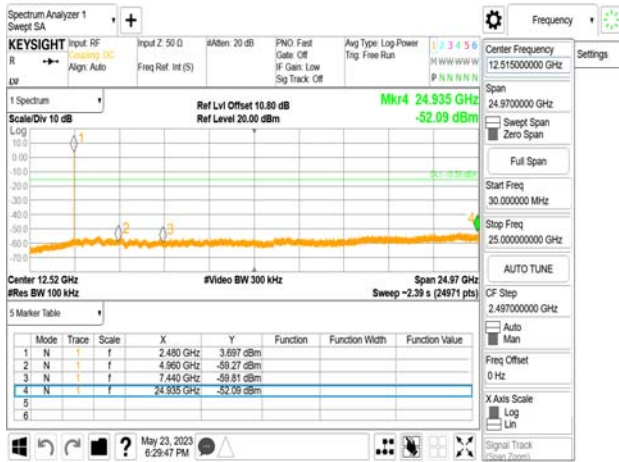 Spectrum Analyzer 1
Swept SA
+
Frequency
KEYSIGHT
Input: RF
Coupling: DC
Align: Auto
Input Z: 50 Ω
Freq Ref: Int (S)
#Atten: 20 dB
PNO: Fast
Gate: Off
IF Gain: Low
Sig Track: Off
Avg Type: Log-Power
Trig: Free Run
1 2 3 4 5 6
M W W W W W
P N N N N N
R
LXI
1 Spectrum
Scale/Div 10 dB
Ref Lvl Offset 10.80 dB
Ref Level 20.00 dBm
Mkr4 24.935 GHz
-52.09 dBm
Log
10.0
0.00
-10.0
-20.0
-30.0
-40.0
-50.0
-60.0
-70.0
1
2
3
4
Center 12.52 GHz
#Res BW 100 kHz
#Video BW 300 kHz
Span 24.97 GHz
Sweep ~2.39 s (24971 pts)
5 Marker Table
Mode Trace Scale X Y Function Function Width Function Value
1 N 1 f 2.480 GHz 3.697 dBm
2 N 1 f 4.960 GHz -59.27 dBm
3 N 1 f 7.440 GHz -59.81 dBm
4 N 1 f 24.935 GHz -52.09 dBm
5
6
May 23, 2023
6:29:47 PM
?
Center Frequency
12.515000000 GHz
Settings
Span
24.9700000 GHz
Swept Span
Zero Span
Full Span
Start Freq
30.000000 MHz
Stop Freq
25.000000000 GHz
AUTO TUNE
CF Step
2.497000000 GHz
Auto
Man
Freq Offset
0 Hz
X Axis Scale
Log
Lin
Signal Track
(Span Zoom)